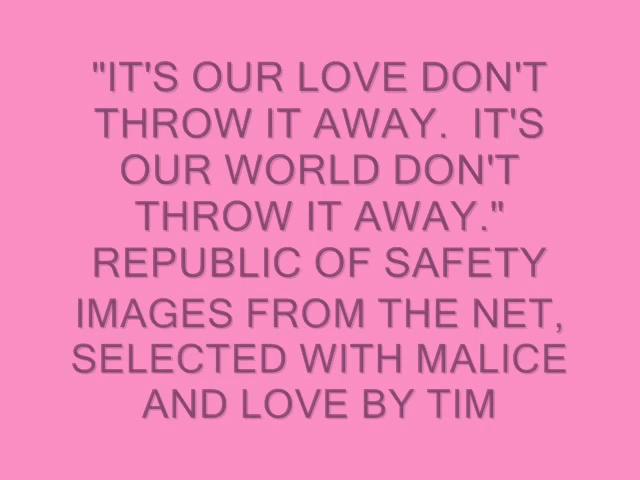 "IT'S OUR LOVE DON'T
THROW IT AWAY.  IT'S
OUR WORLD DON'T
THROW IT AWAY."
REPUBLIC OF SAFETY
IMAGES FROM THE NET,
SELECTED WITH MALICE
AND LOVE BY TIM